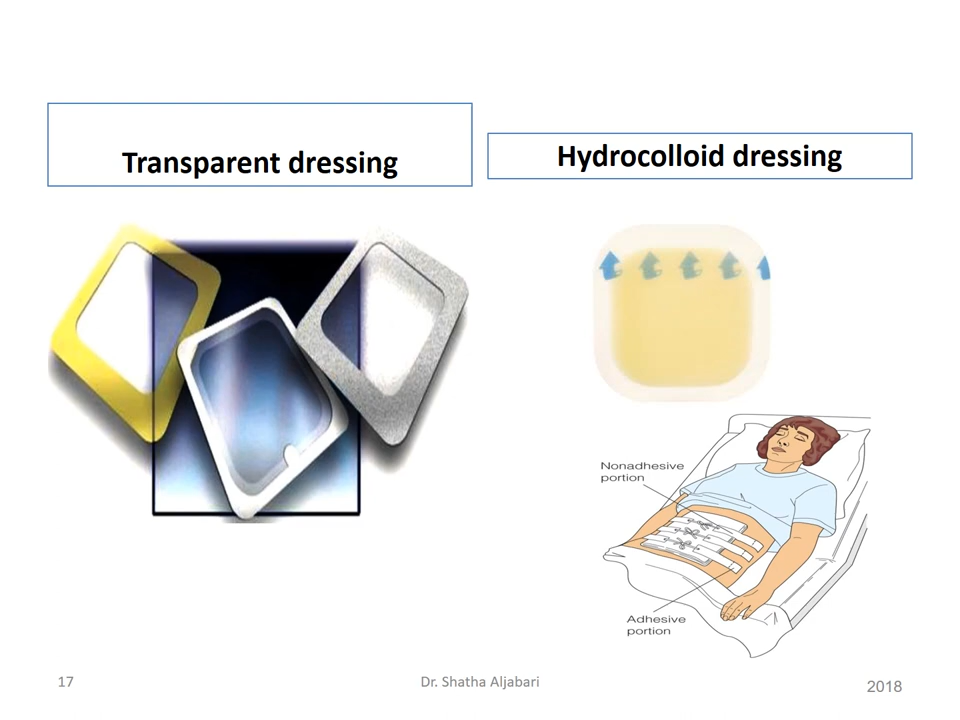 Transparent dressing
Hydrocolloid dressing
Nonadhesive
portion
Adhesive
portion
17
Dr. Shatha Aljabari
2018